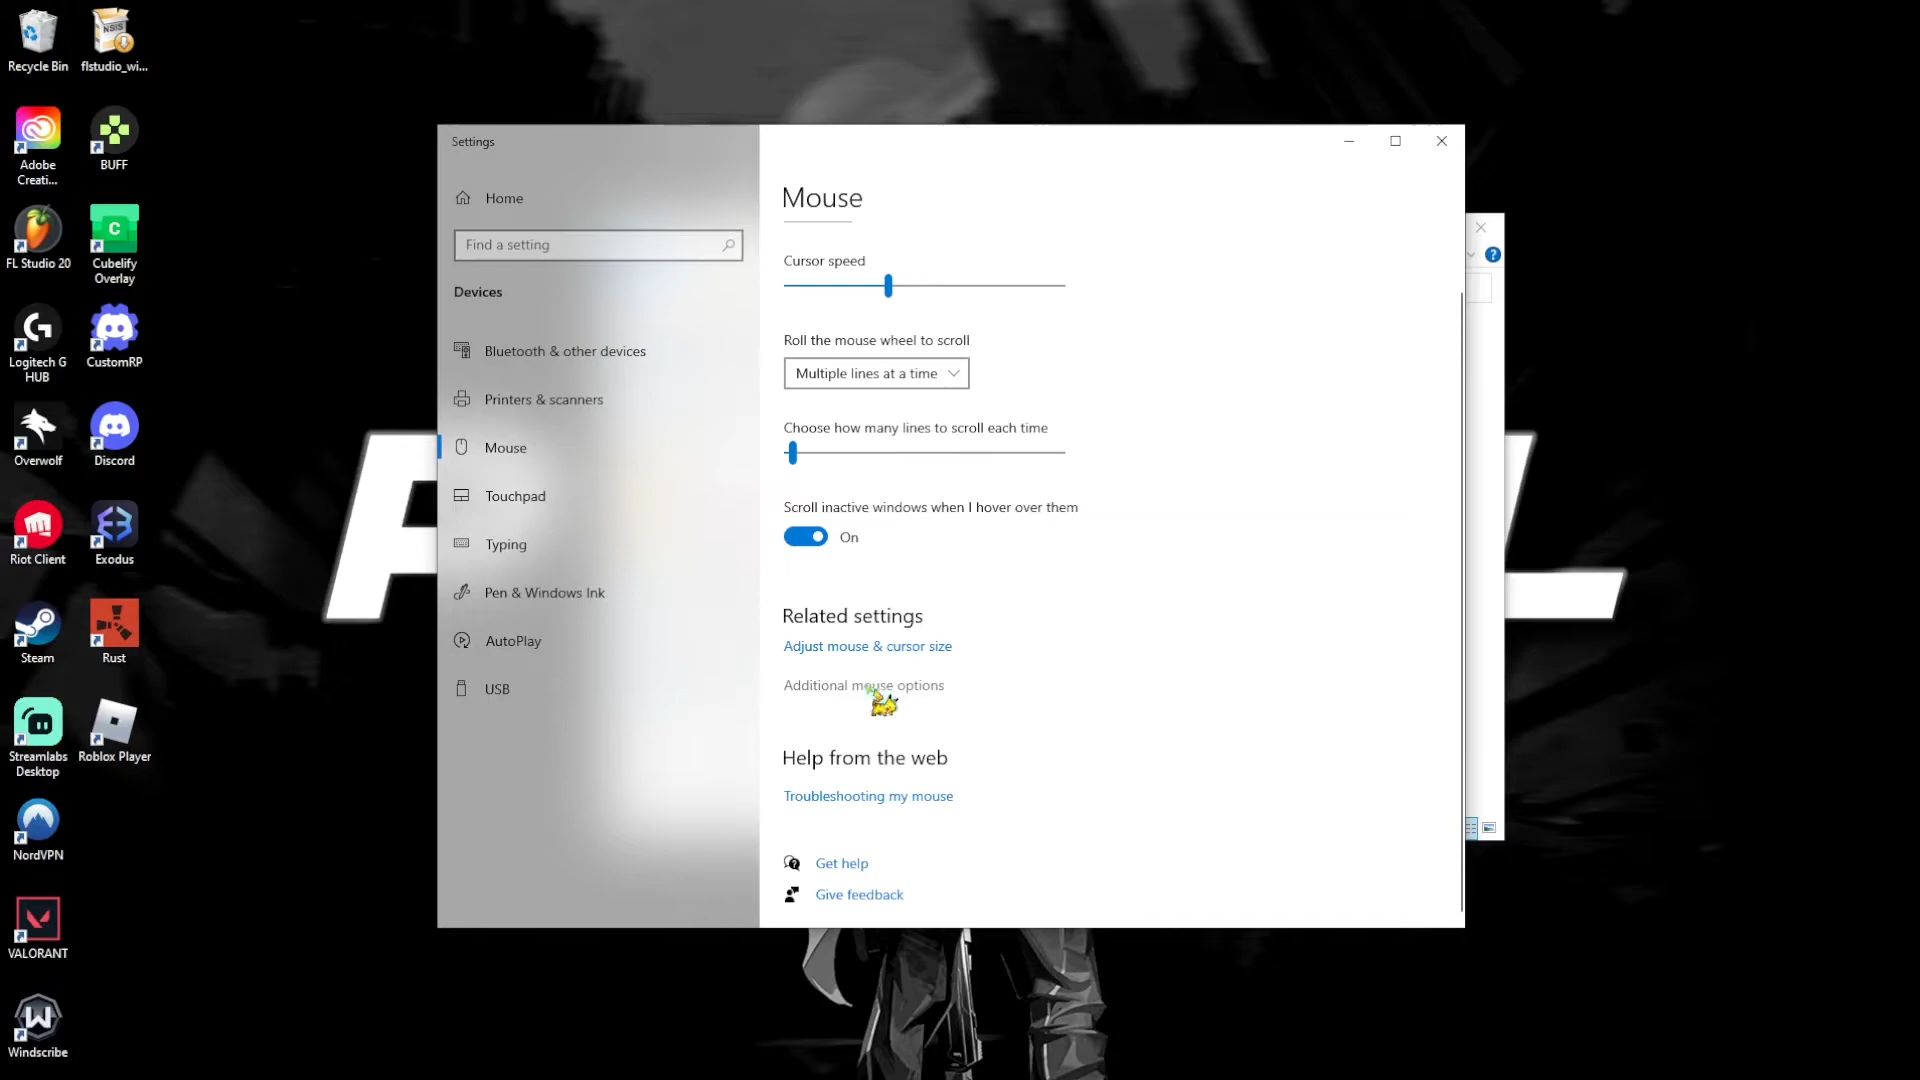 Recycle Bin
flstudio_wi...
Adobe
Creati...
BUFF
FL Studio 20
Cubelify
Overlay
Logitech G
HUB
CustomRP
Overwolf
Discord
Riot Client
Exodus
Steam
Rust
Streamlabs
Desktop
Roblox Player
NordVPN
VALORANT
Windscribe
NSIS
C
Settings
Home
Find a setting
Devices
Bluetooth & other devices
Printers & scanners
Mouse
Touchpad
Typing
Pen & Windows Ink
AutoPlay
USB
Mouse
Cursor speed
Roll the mouse wheel to scroll
Multiple lines at a time
Choose how many lines to scroll each time
Scroll inactive windows when I hover over them
On
Related settings
Adjust mouse & cursor size
Additional mouse options
Help from the web
Troubleshooting my mouse
Get help
Give feedback
?